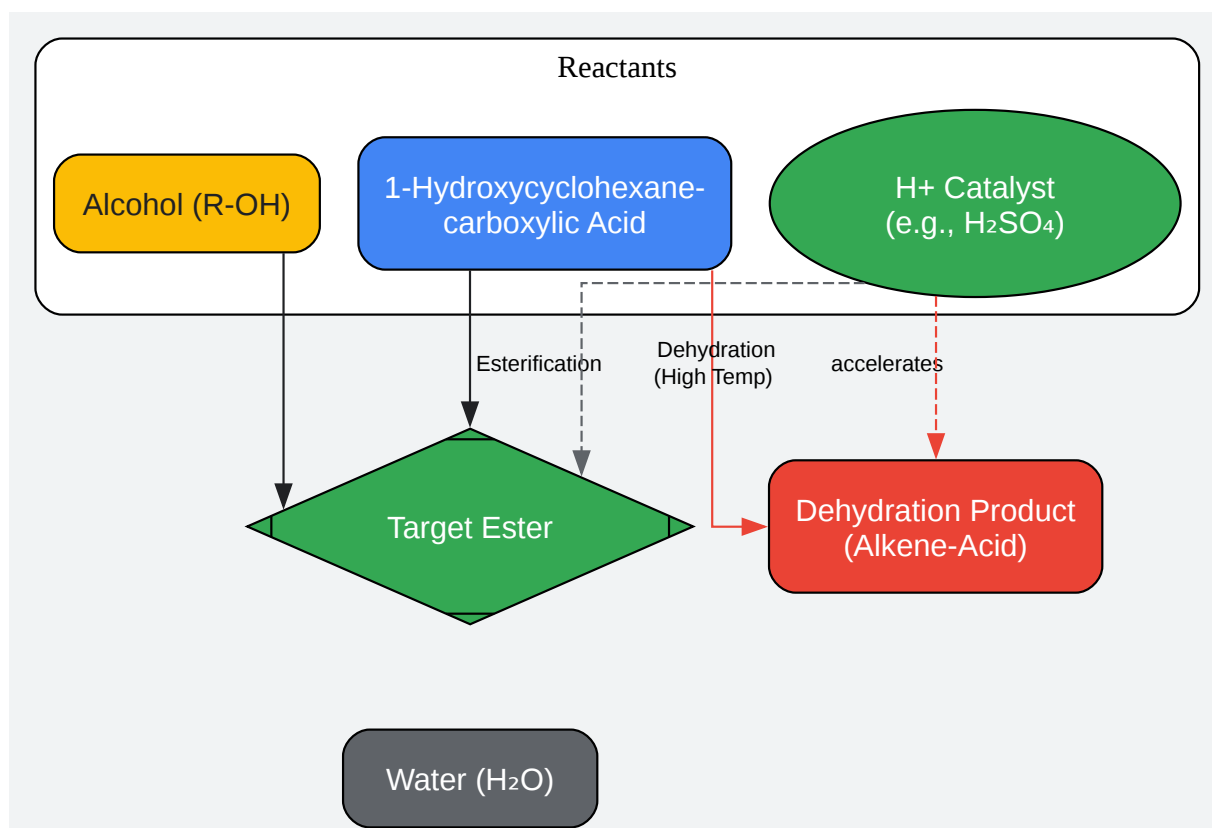 Reactants
Alcohol (R-OH)
1-Hydroxycyclohexane-
carboxylic Acid
H+ Catalyst
(e.g., H₂SO₄)
Esterification
Dehydration
(High Temp)
accelerates
Target Ester
Dehydration Product
(Alkene-Acid)
Water (H₂O)